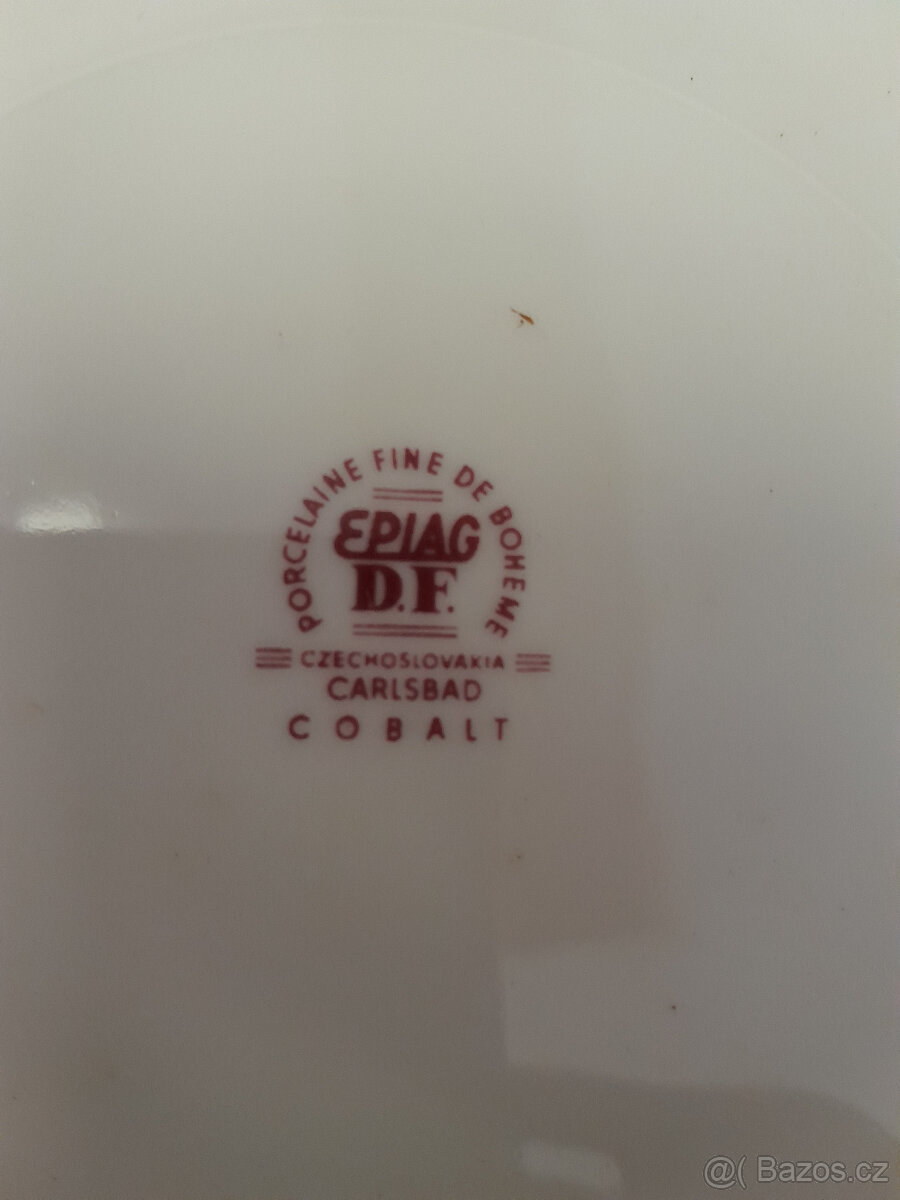 PORCELAINE FINE DE BOHEME
EPIAG
D.F.
CZECHOSLOVAKIA
CARLSBAD
COBALT
@( Bazos.cz